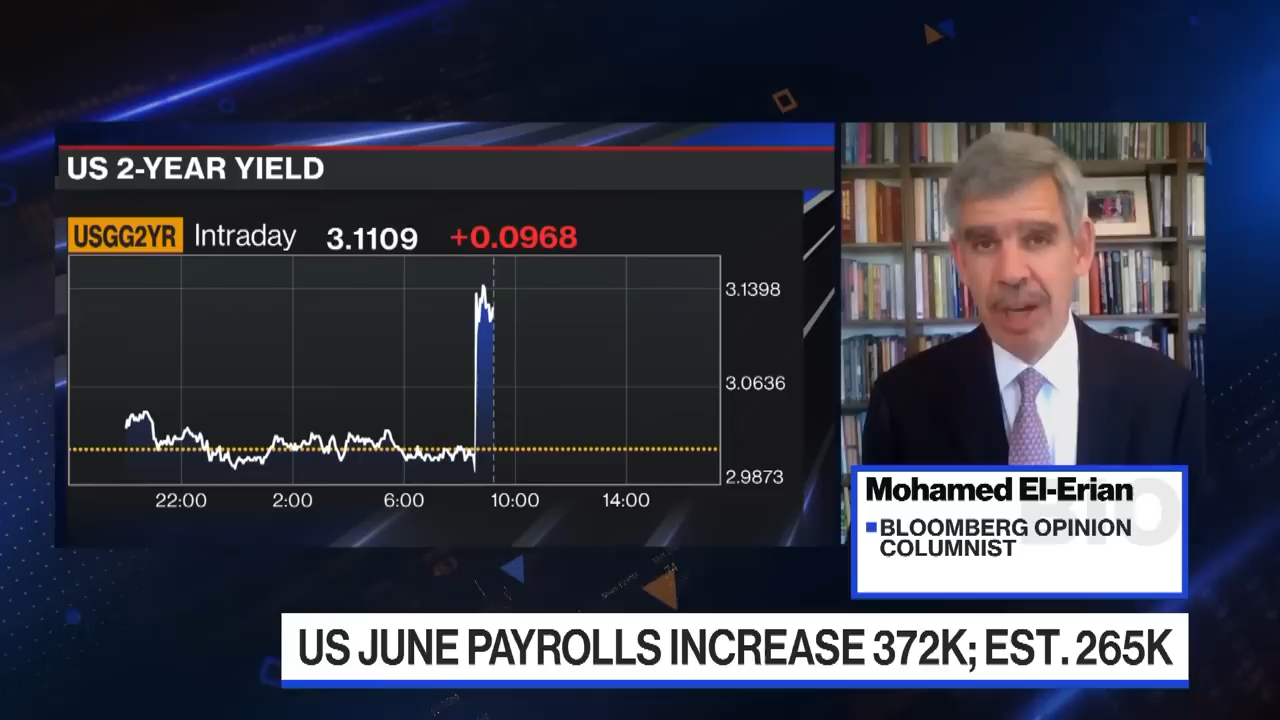 US 2-YEAR YIELD
USGG2YR Intraday 3.1109 +0.0968
3.1398
3.0636
2.9873
22:00 2:00 6:00 10:00 14:00
Mohamed El-Erian
BIO
BLOOMBERG OPINION
COLUMNIST
US JUNE PAYROLLS INCREASE 372K; EST. 265K